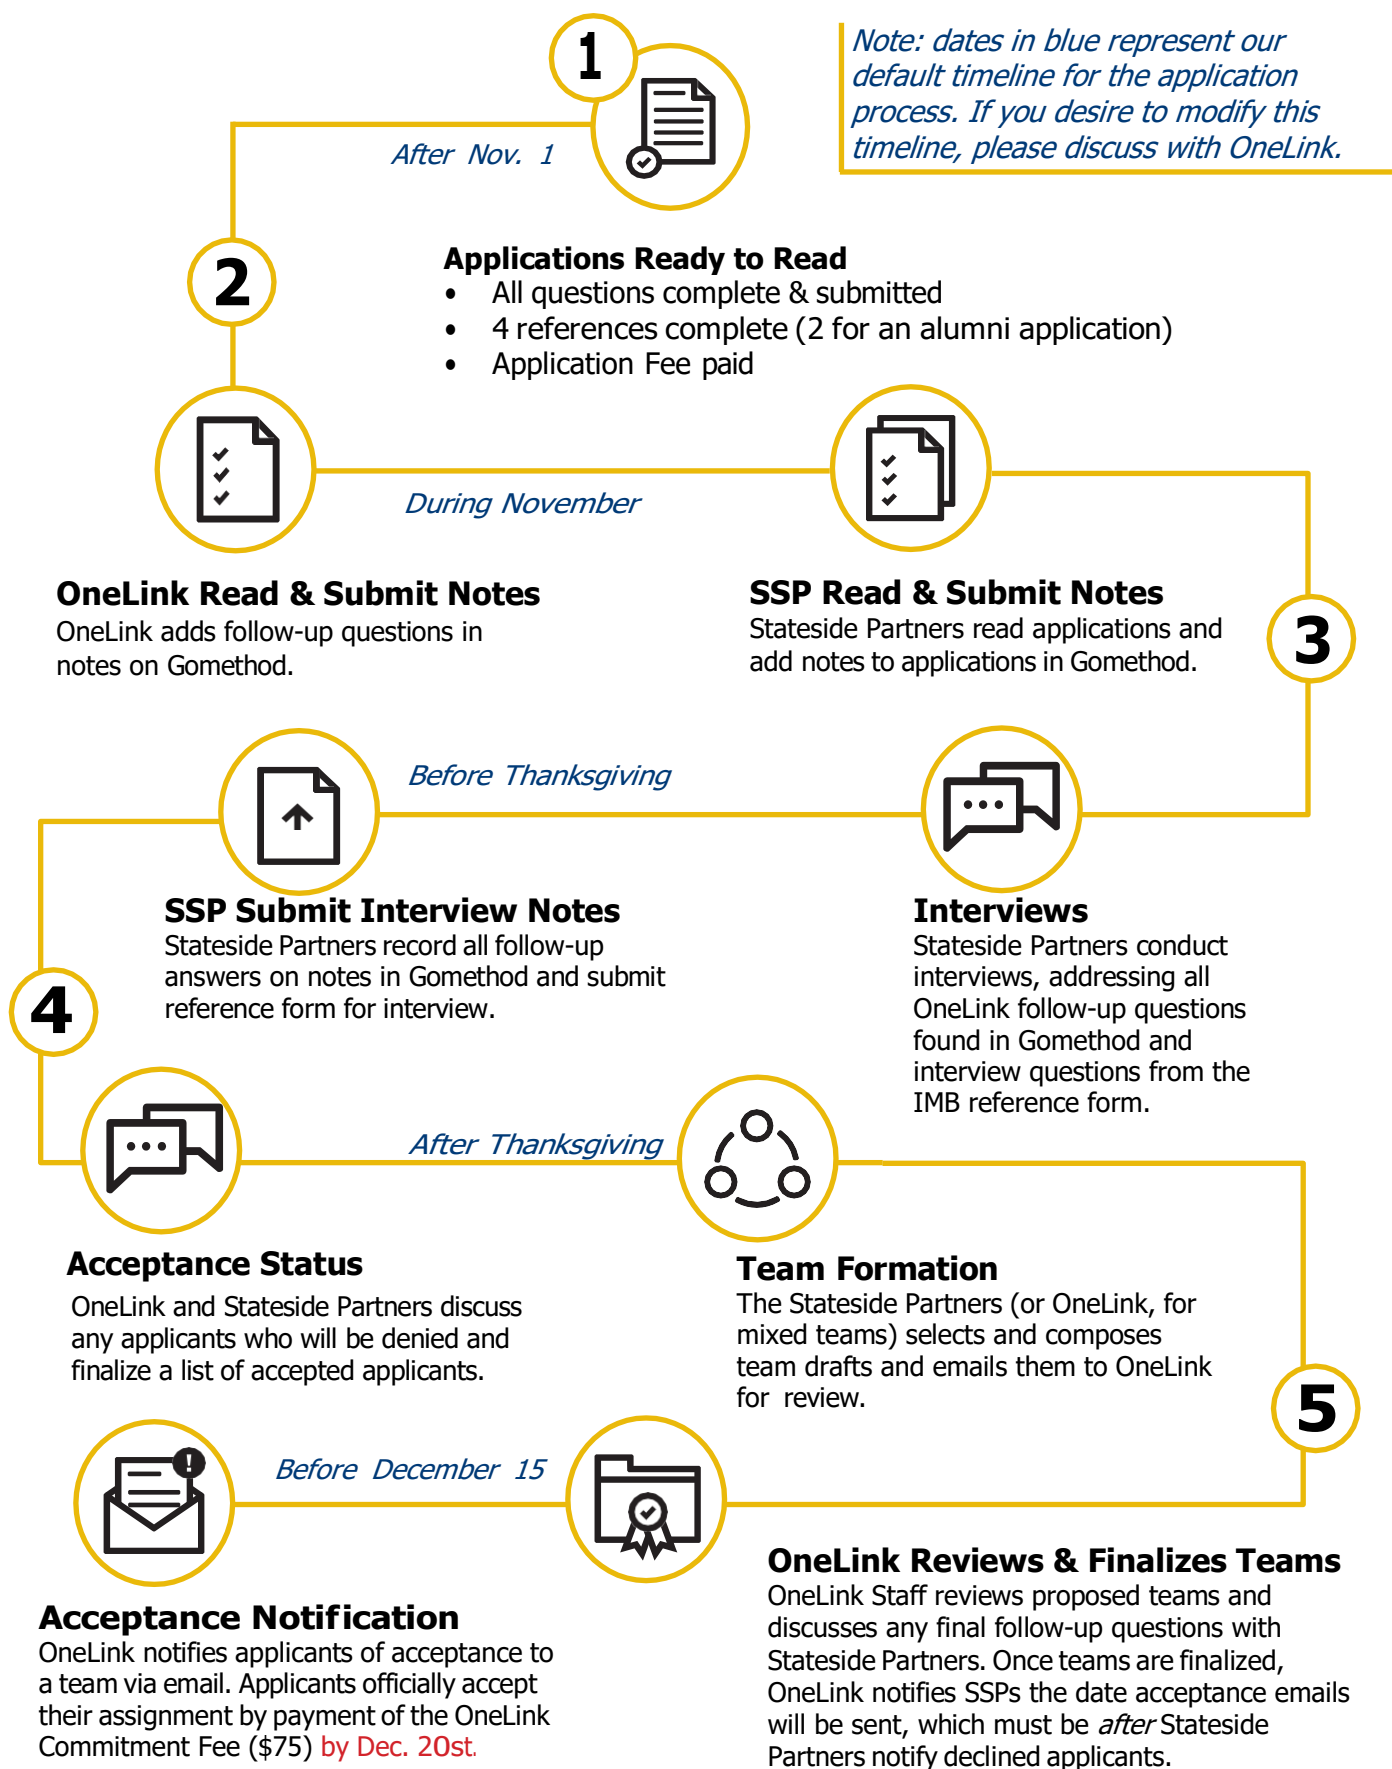 1
Note: dates in blue represent our
default timeline for the application
process. If you desire to modify this
timeline, please discuss with OneLink.
After Nov. 1
2
Applications Ready to Read
• All questions complete & submitted
• 4 references complete (2 for an alumni application)
• Application Fee paid
During November
OneLink Read & Submit Notes
OneLink adds follow-up questions in
notes on Gomethod.
SSP Read & Submit Notes
Stateside Partners read applications and
add notes to applications in Gomethod.
3
Before Thanksgiving
SSP Submit Interview Notes
Stateside Partners record all follow-up
answers on notes in Gomethod and submit
reference form for interview.
Interviews
Stateside Partners conduct
interviews, addressing all
OneLink follow-up questions
found in Gomethod and
interview questions from the
IMB reference form.
4
After Thanksgiving
Acceptance Status
OneLink and Stateside Partners discuss
any applicants who will be denied and
finalize a list of accepted applicants.
Team Formation
The Stateside Partners (or OneLink, for
mixed teams) selects and composes
team drafts and emails them to OneLink
for review.
5
Before December 15
OneLink Reviews & Finalizes Teams
OneLink Staff reviews proposed teams and
discusses any final follow-up questions with
Stateside Partners. Once teams are finalized,
OneLink notifies SSPs the date acceptance emails
will be sent, which must be after Stateside
Partners notify declined applicants.
Acceptance Notification
OneLink notifies applicants of acceptance to
a team via email. Applicants officially accept
their assignment by payment of the OneLink
Commitment Fee ($75) by Dec. 20st.